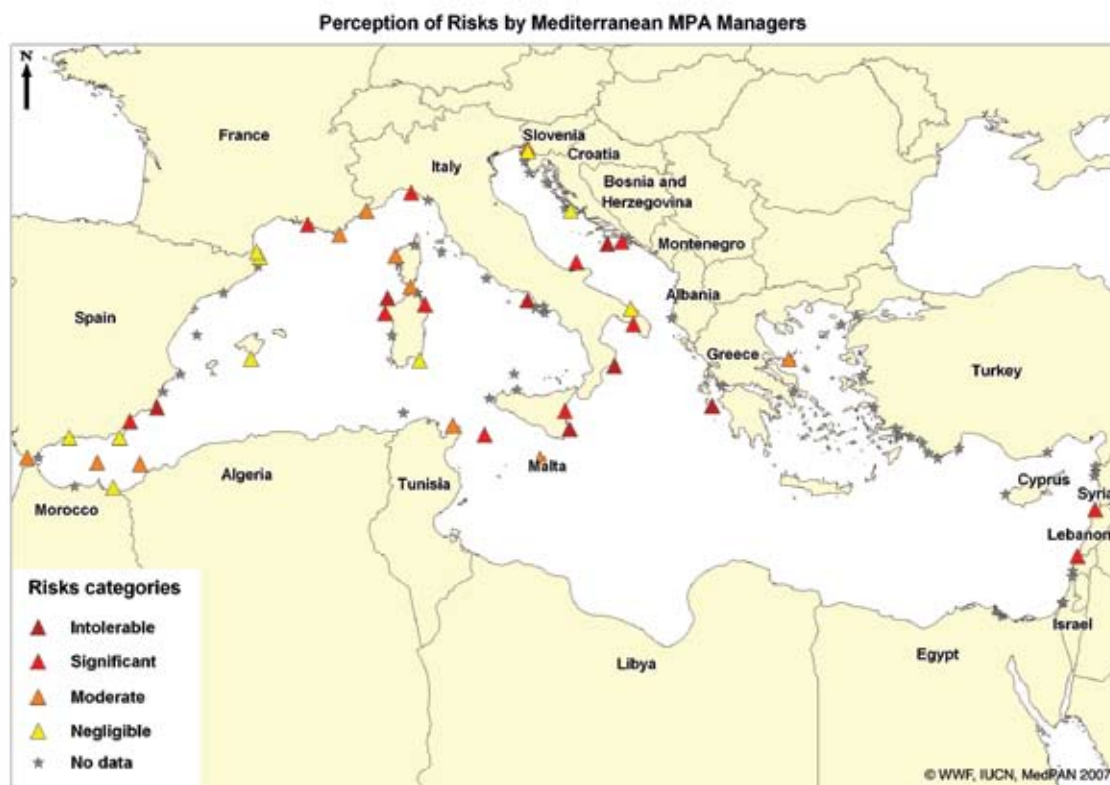 Perception of Risks by Mediterranean MPA Managers
N
France
Slovenia
Croatia
Italy
Bosnia and
Herzegovina
Montenegro
Albania
Spain
Greece
Turkey
Malta
Cyprus
Syria
Algeria
Tunisia
Morocco
Lebanon
Israel
Egypt
Libya
Risks categories
Intolerable
Significant
Moderate
Negligible
No data
© WWF, IUCN, MedPAN 2007